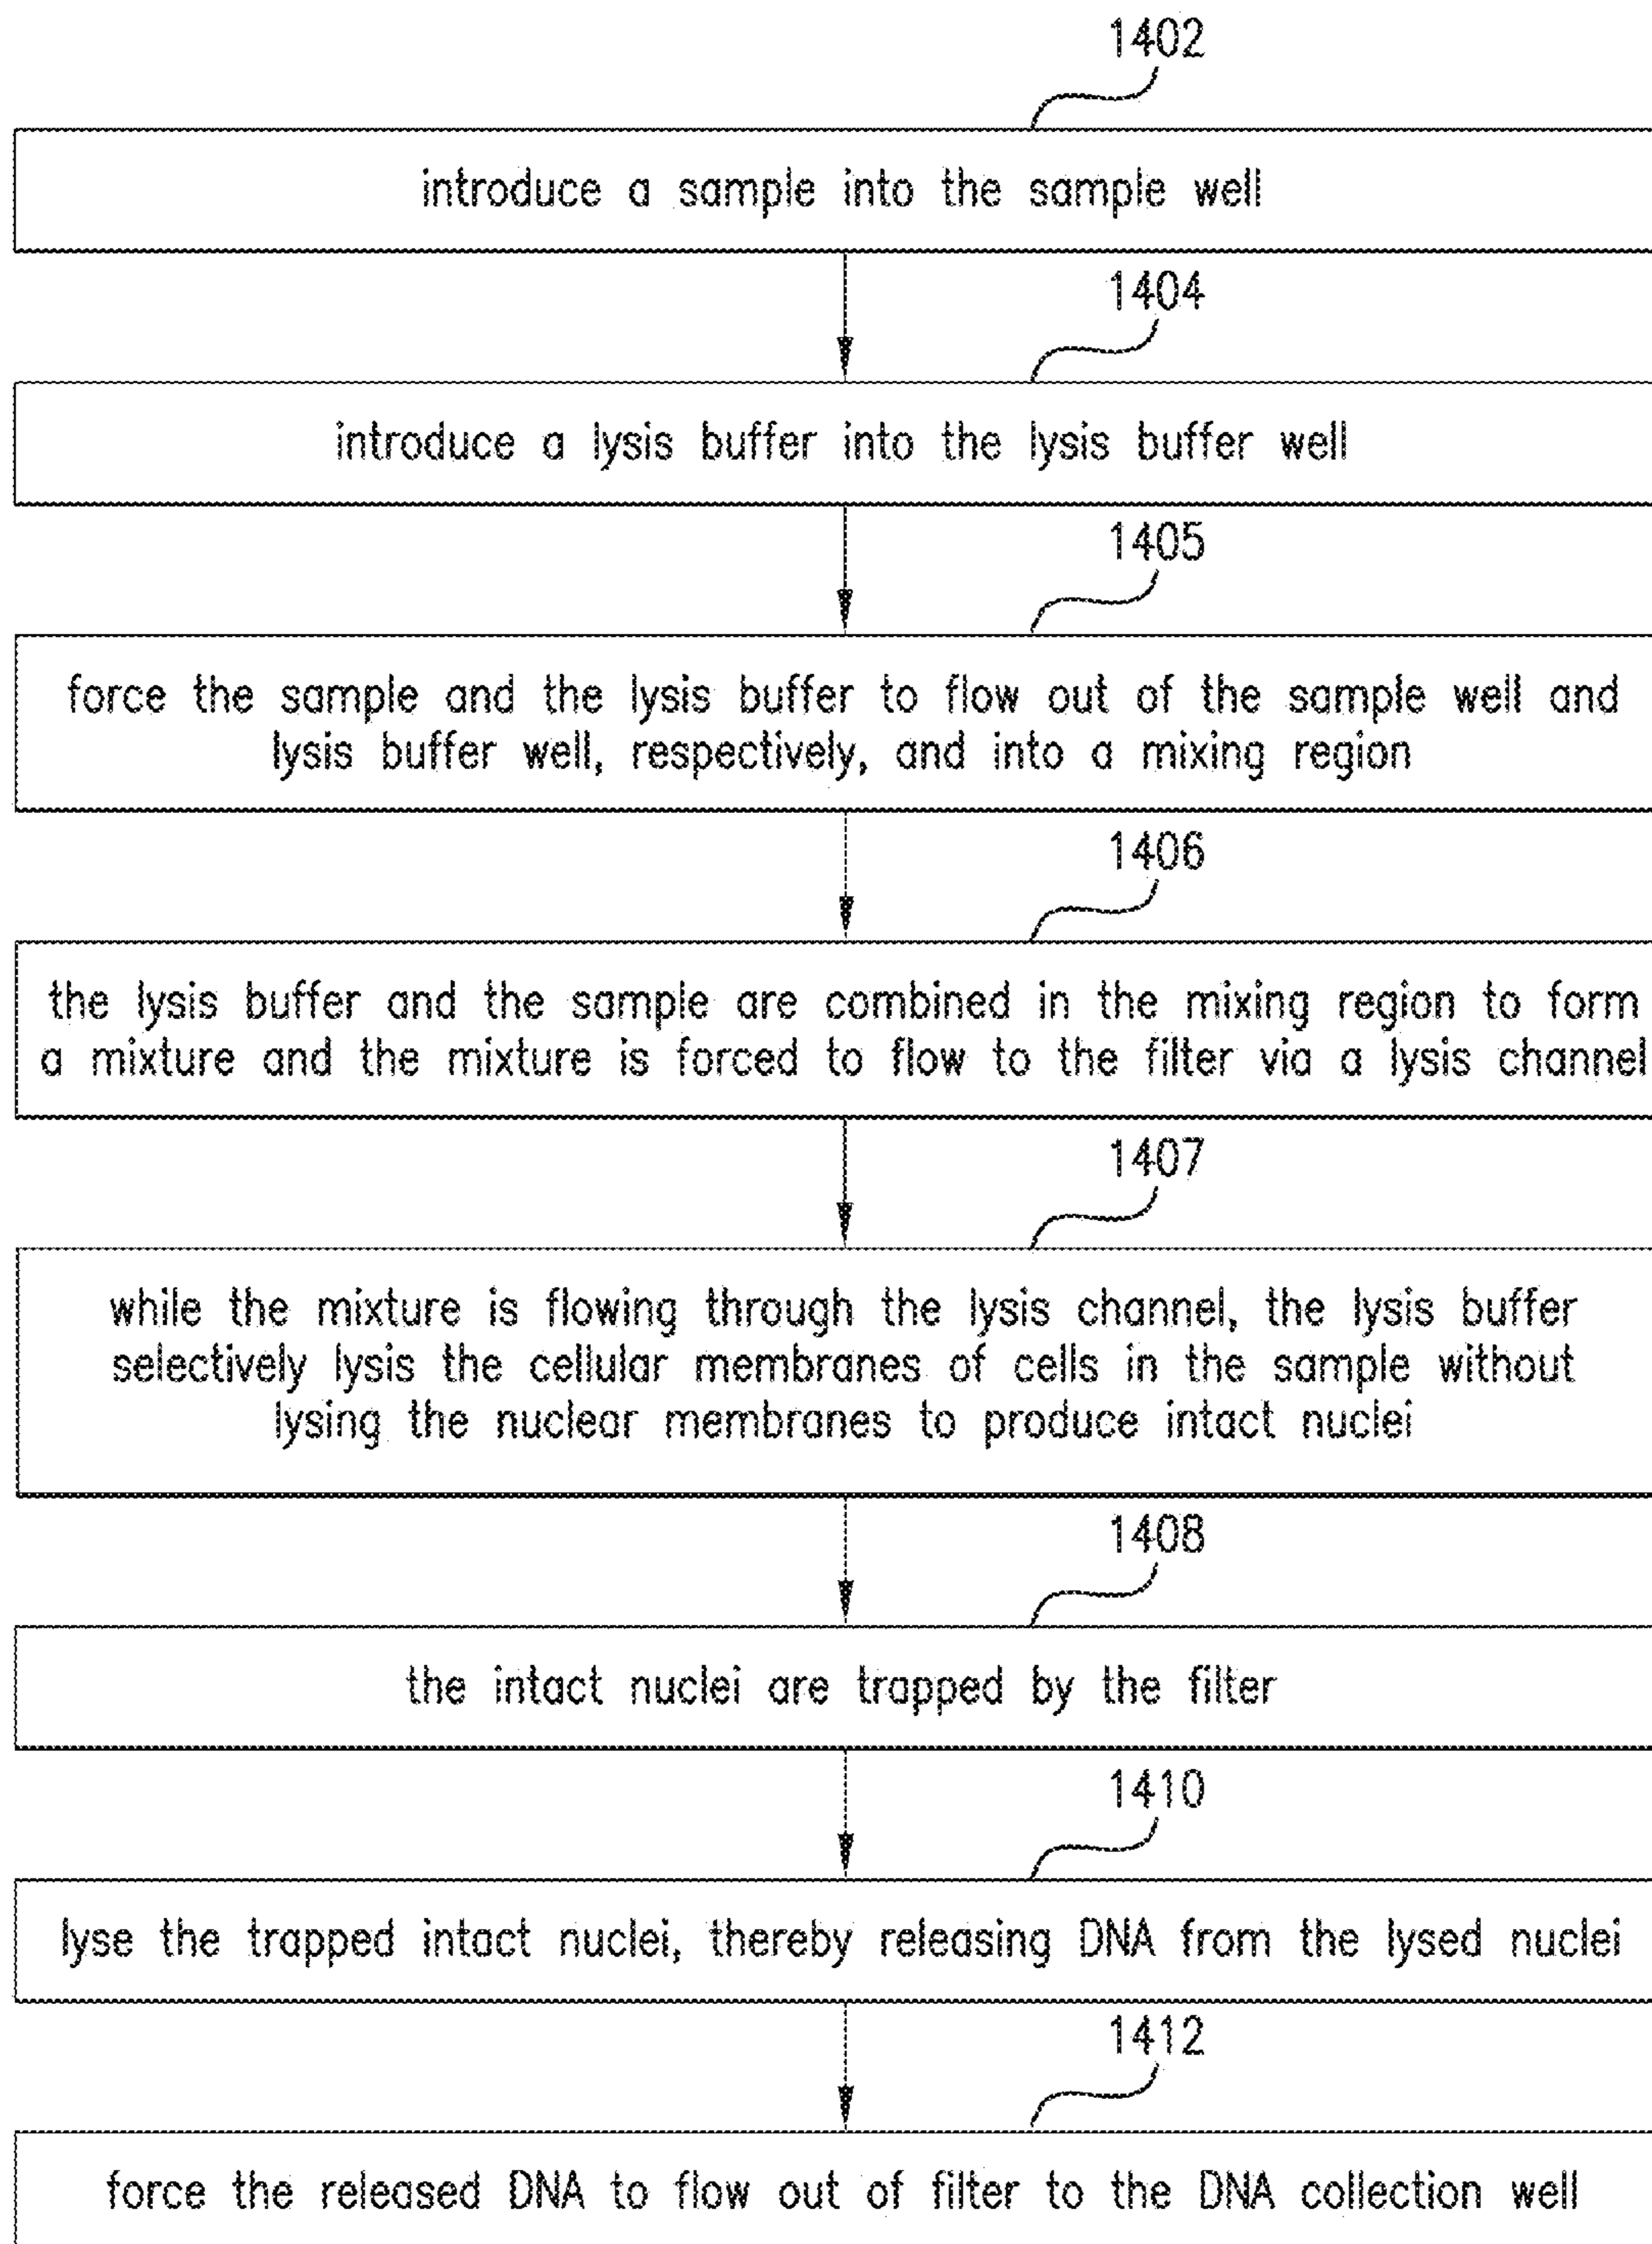 1402
introduce a sample into the sample well
1404
introduce a lysis buffer into the lysis buffer well
1405
force the sample and the lysis buffer to flow out of the sample well and
lysis buffer well, respectively, and into a mixing region
1406
the lysis buffer and the sample are combined in the mixing region to form
a mixture and the mixture is forced to flow to the filter via a lysis channel
1407
while the mixture is flowing through the lysis channel, the lysis buffer
selectively lysis the cellular membranes of cells in the sample without
lysing the nuclear membranes to produce intact nuclei
1408
the intact nuclei are trapped by the filter
1410
lyse the trapped intact nuclei, thereby releasing DNA from the lysed nuclei
1412
force the released DNA to flow out of filter to the DNA collection well